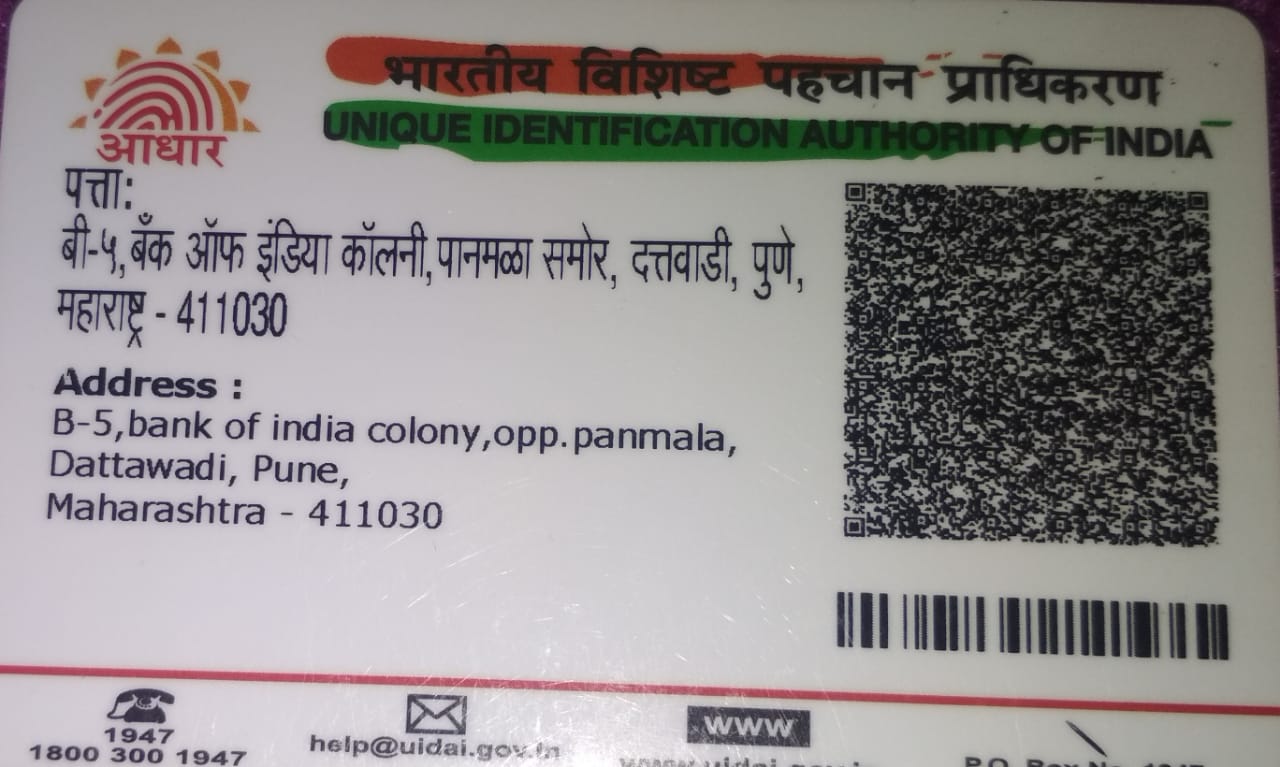 भारतीय विशिष्ट पहचान प्राधिकरण
UNIQUE IDENTIFICATION AUTHORITY OF INDIA
आधार
पत्ता:
बी-५,बँक ऑफ इंडिया कॉलनी,पानमळा समोर, दत्तवाडी, पुणे,
महाराष्ट्र - 411030
Address :
B-5,bank of india colony,opp.panmala,
Dattawadi, Pune,
Maharashtra - 411030
1947
1800 300 1947
help@uidai.gov.in
WWW
P.O. Box No.